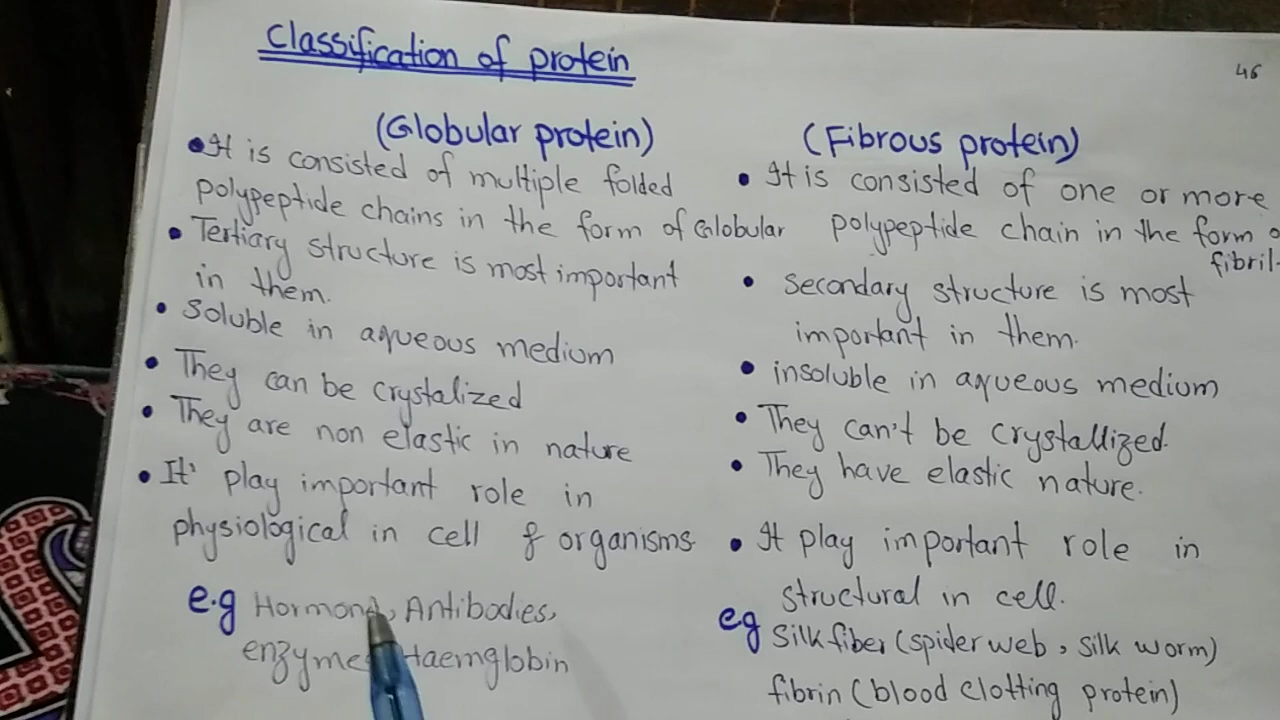 Classification of protein
46
(Globular protein)
• It is consisted of multiple folded
polypeptide chains in the form of Globular
• Tertiary structure is most important
in them.
• Soluble in aqueous medium
• They can be crystalized
• They are non elastic in nature
• It' play important role in
physiological in cell & organisms
e.g Hormons, Antibodies,
enzymes Haemglobin
(Fibrous protein)
• It is consisted of one or more
polypeptide chain in the form o
fibril.
• Secondary structure is most
important in them.
• insoluble in aqueous medium
• They can't be crystallized.
• They have elastic nature.
• It play important role in
structural in cell.
eg Silk fiber (spider web, silk worm)
fibrin (blood clotting protein)